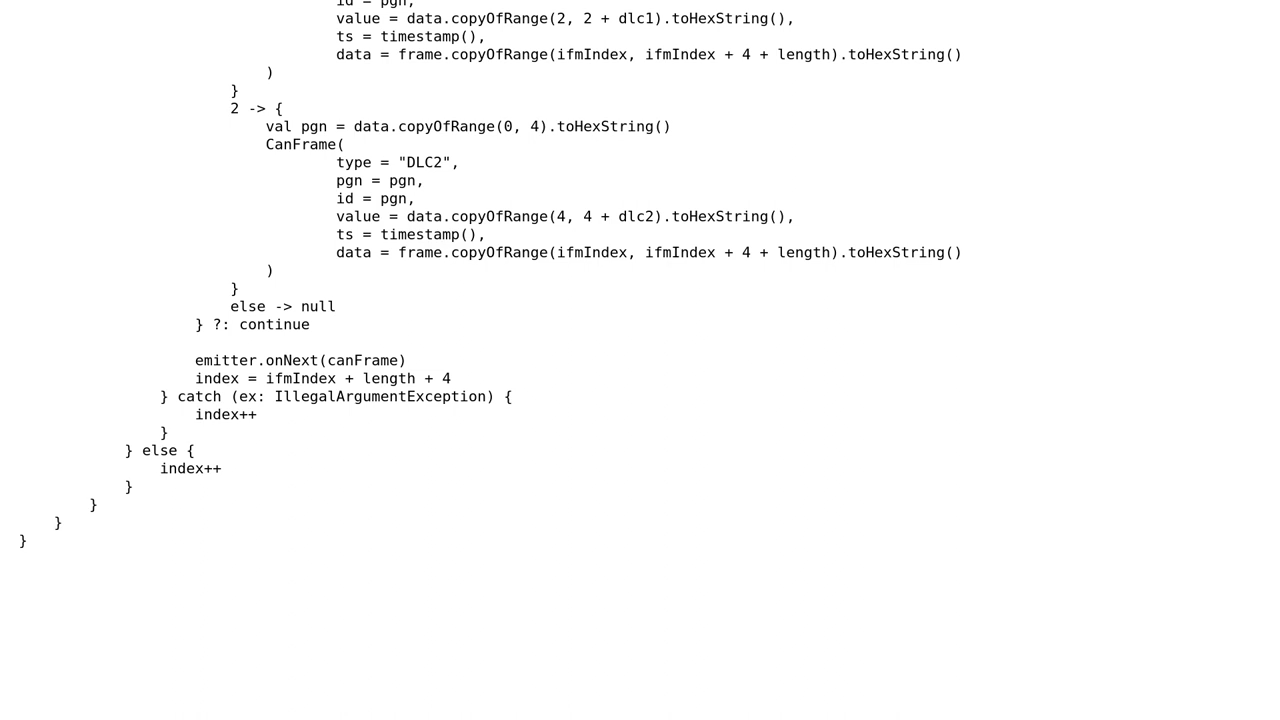 id = pgn,
value = data.copyOfRange(2, 2 + dlc1).toHexString(),
ts = timestamp(),
data = frame.copyOfRange(ifmIndex, ifmIndex + 4 + length).toHexString()
)
}
2 -> {
val pgn = data.copyOfRange(0, 4).toHexString()
CanFrame(
type = "DLC2",
pgn = pgn,
id = pgn,
value = data.copyOfRange(4, 4 + dlc2).toHexString(),
ts = timestamp(),
data = frame.copyOfRange(ifmIndex, ifmIndex + 4 + length).toHexString()
)
}
else -> null
} ?: continue
emitter.onNext(canFrame)
index = ifmIndex + length + 4
} catch (ex: IllegalArgumentException) {
index++
}
} else {
index++
}
}
}
}